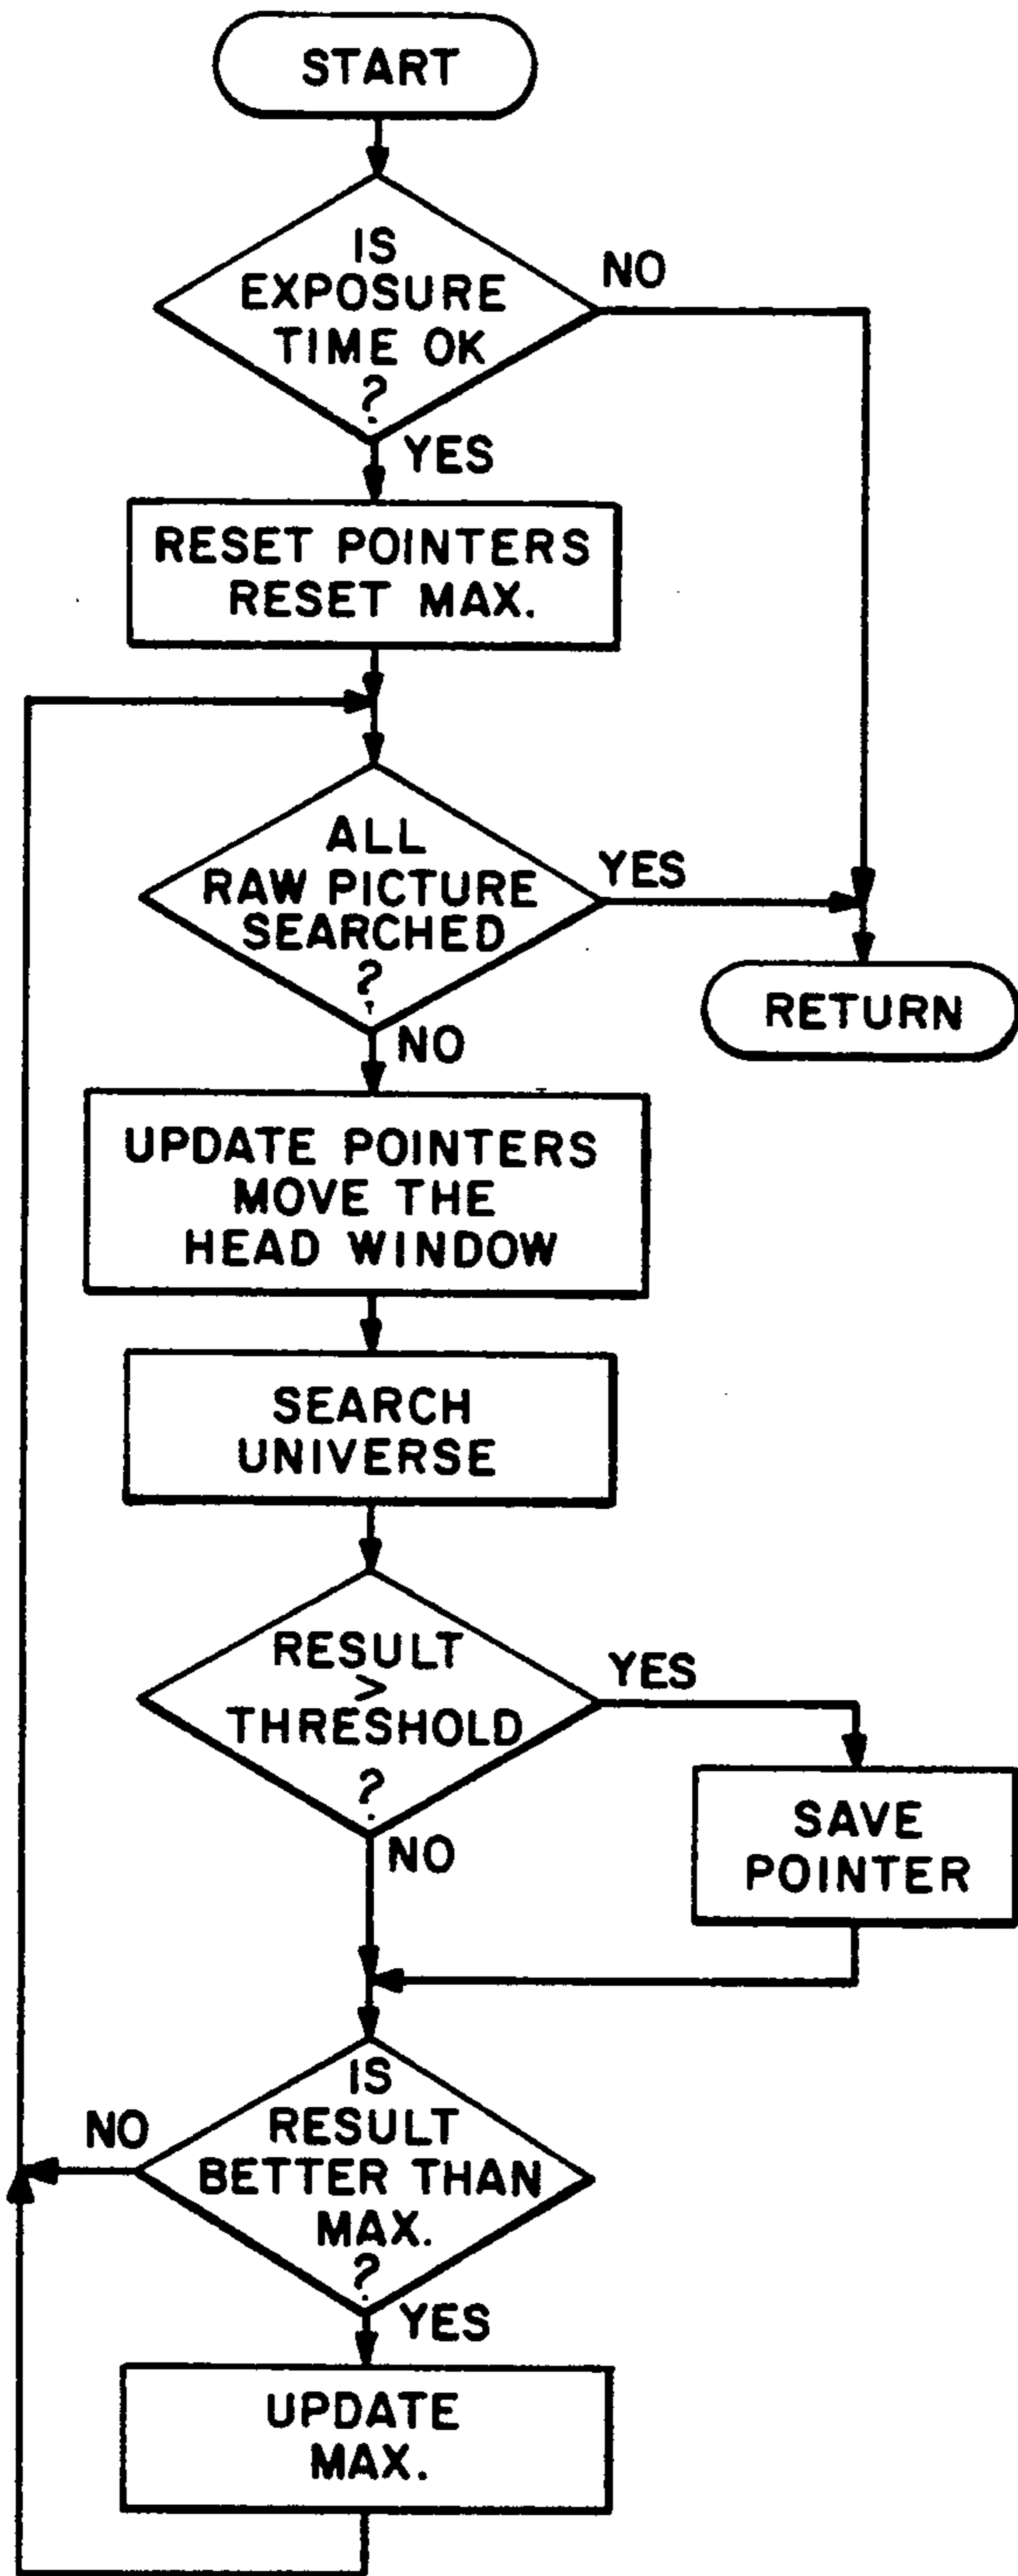 START
IS
EXPOSURE
TIME OK
?
NO
YES
RESET POINTERS
RESET MAX.
ALL
RAW PICTURE
SEARCHED
?
YES
NO
RETURN
UPDATE POINTERS
MOVE THE
HEAD WINDOW
SEARCH
UNIVERSE
RESULT
>
THRESHOLD
?
YES
NO
SAVE
POINTER
IS
RESULT
BETTER THAN
MAX.
?
NO
YES
UPDATE
MAX.